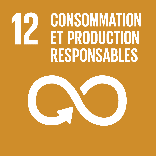 12 CONSOMMATION
ET PRODUCTION
RESPONSABLES